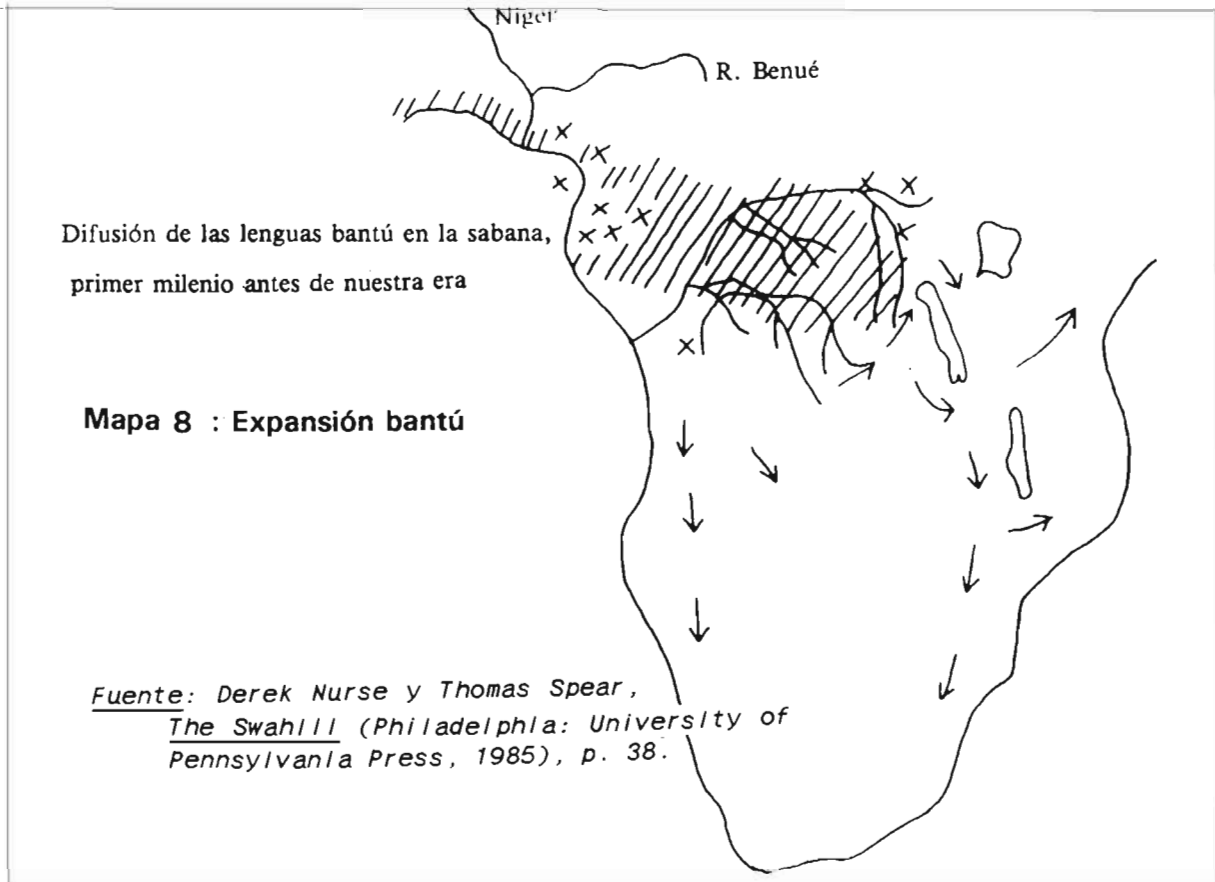 Niger
R. Benué
Difusión de las lenguas bantú en la sabana,
primer milenio antes de nuestra era
Mapa 8 : Expansión bantú
Fuente: Derek Nurse y Thomas Spear,
The Swahili (Philadelphia: University of
Pennsylvania Press, 1985), p. 38.